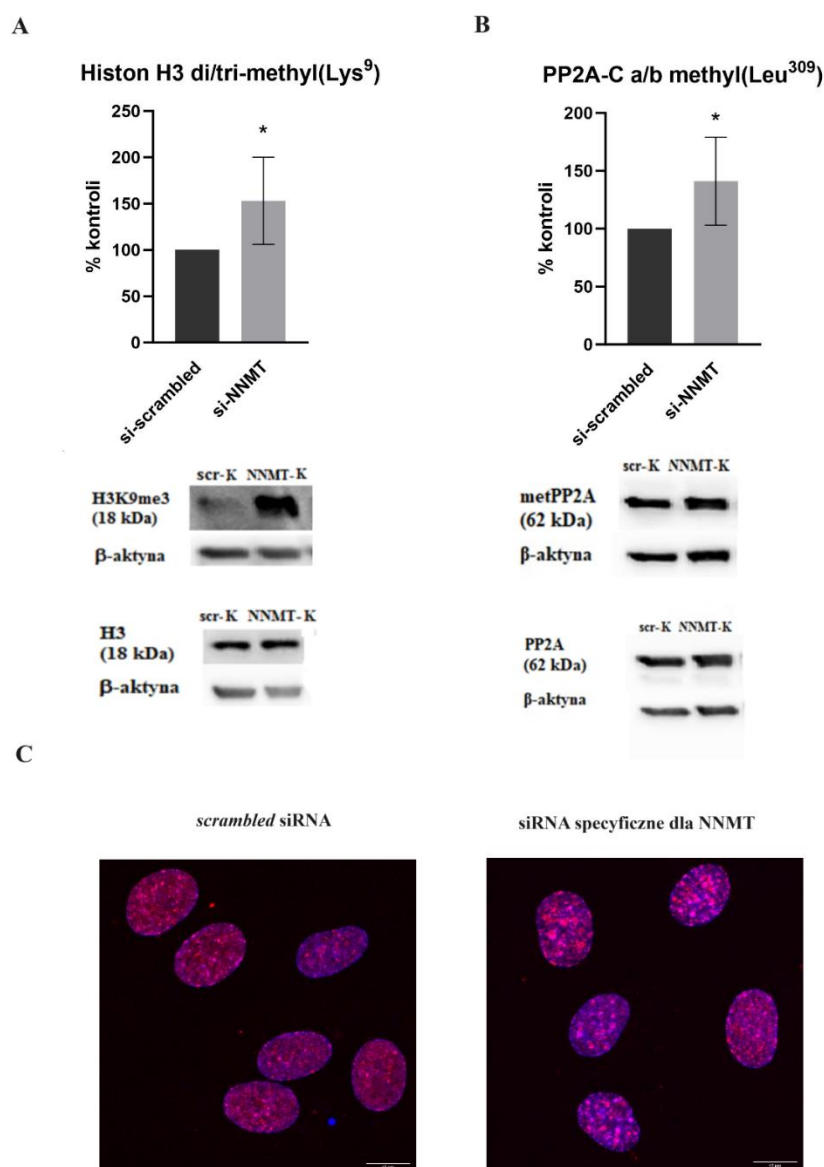 A
Histon H3 di/tri-methyl(Lys⁹)
250
200
150
100
50
0
% kontroli
*
si-scrambled
si-NNMT
scr-K NNMT-K
H3K9me3
(18 kDa)
β-aktyna
scr-K NNMT-K
H3
(18 kDa)
β-aktyna
B
PP2A-C a/b methyl(Leu³⁰⁹)
200
150
100
50
0
% kontroli
*
si-scrambled
si-NNMT
scr-K NNMT-K
metPP2A
(62 kDa)
β-aktyna
scr-K NNMT-K
PP2A
(62 kDa)
β-aktyna
C
scrambled siRNA
siRNA specyficzne dla NNMT